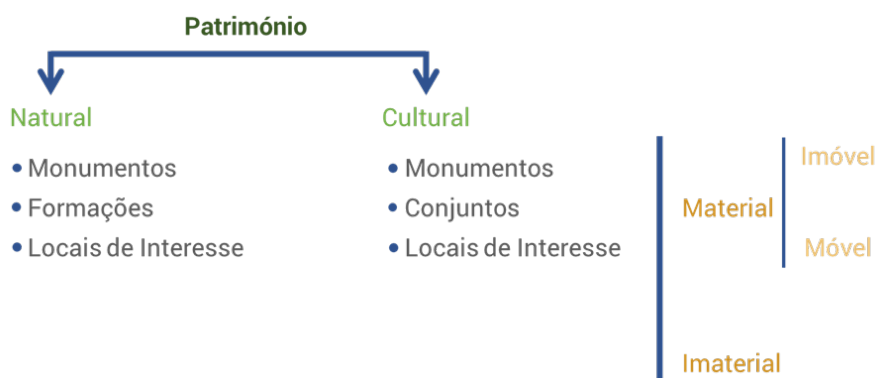 Património
Natural
• Monumentos
• Formações
• Locais de Interesse
Cultural
• Monumentos
• Conjuntos
• Locais de Interesse
Material
Imóvel
Móvel
Imaterial